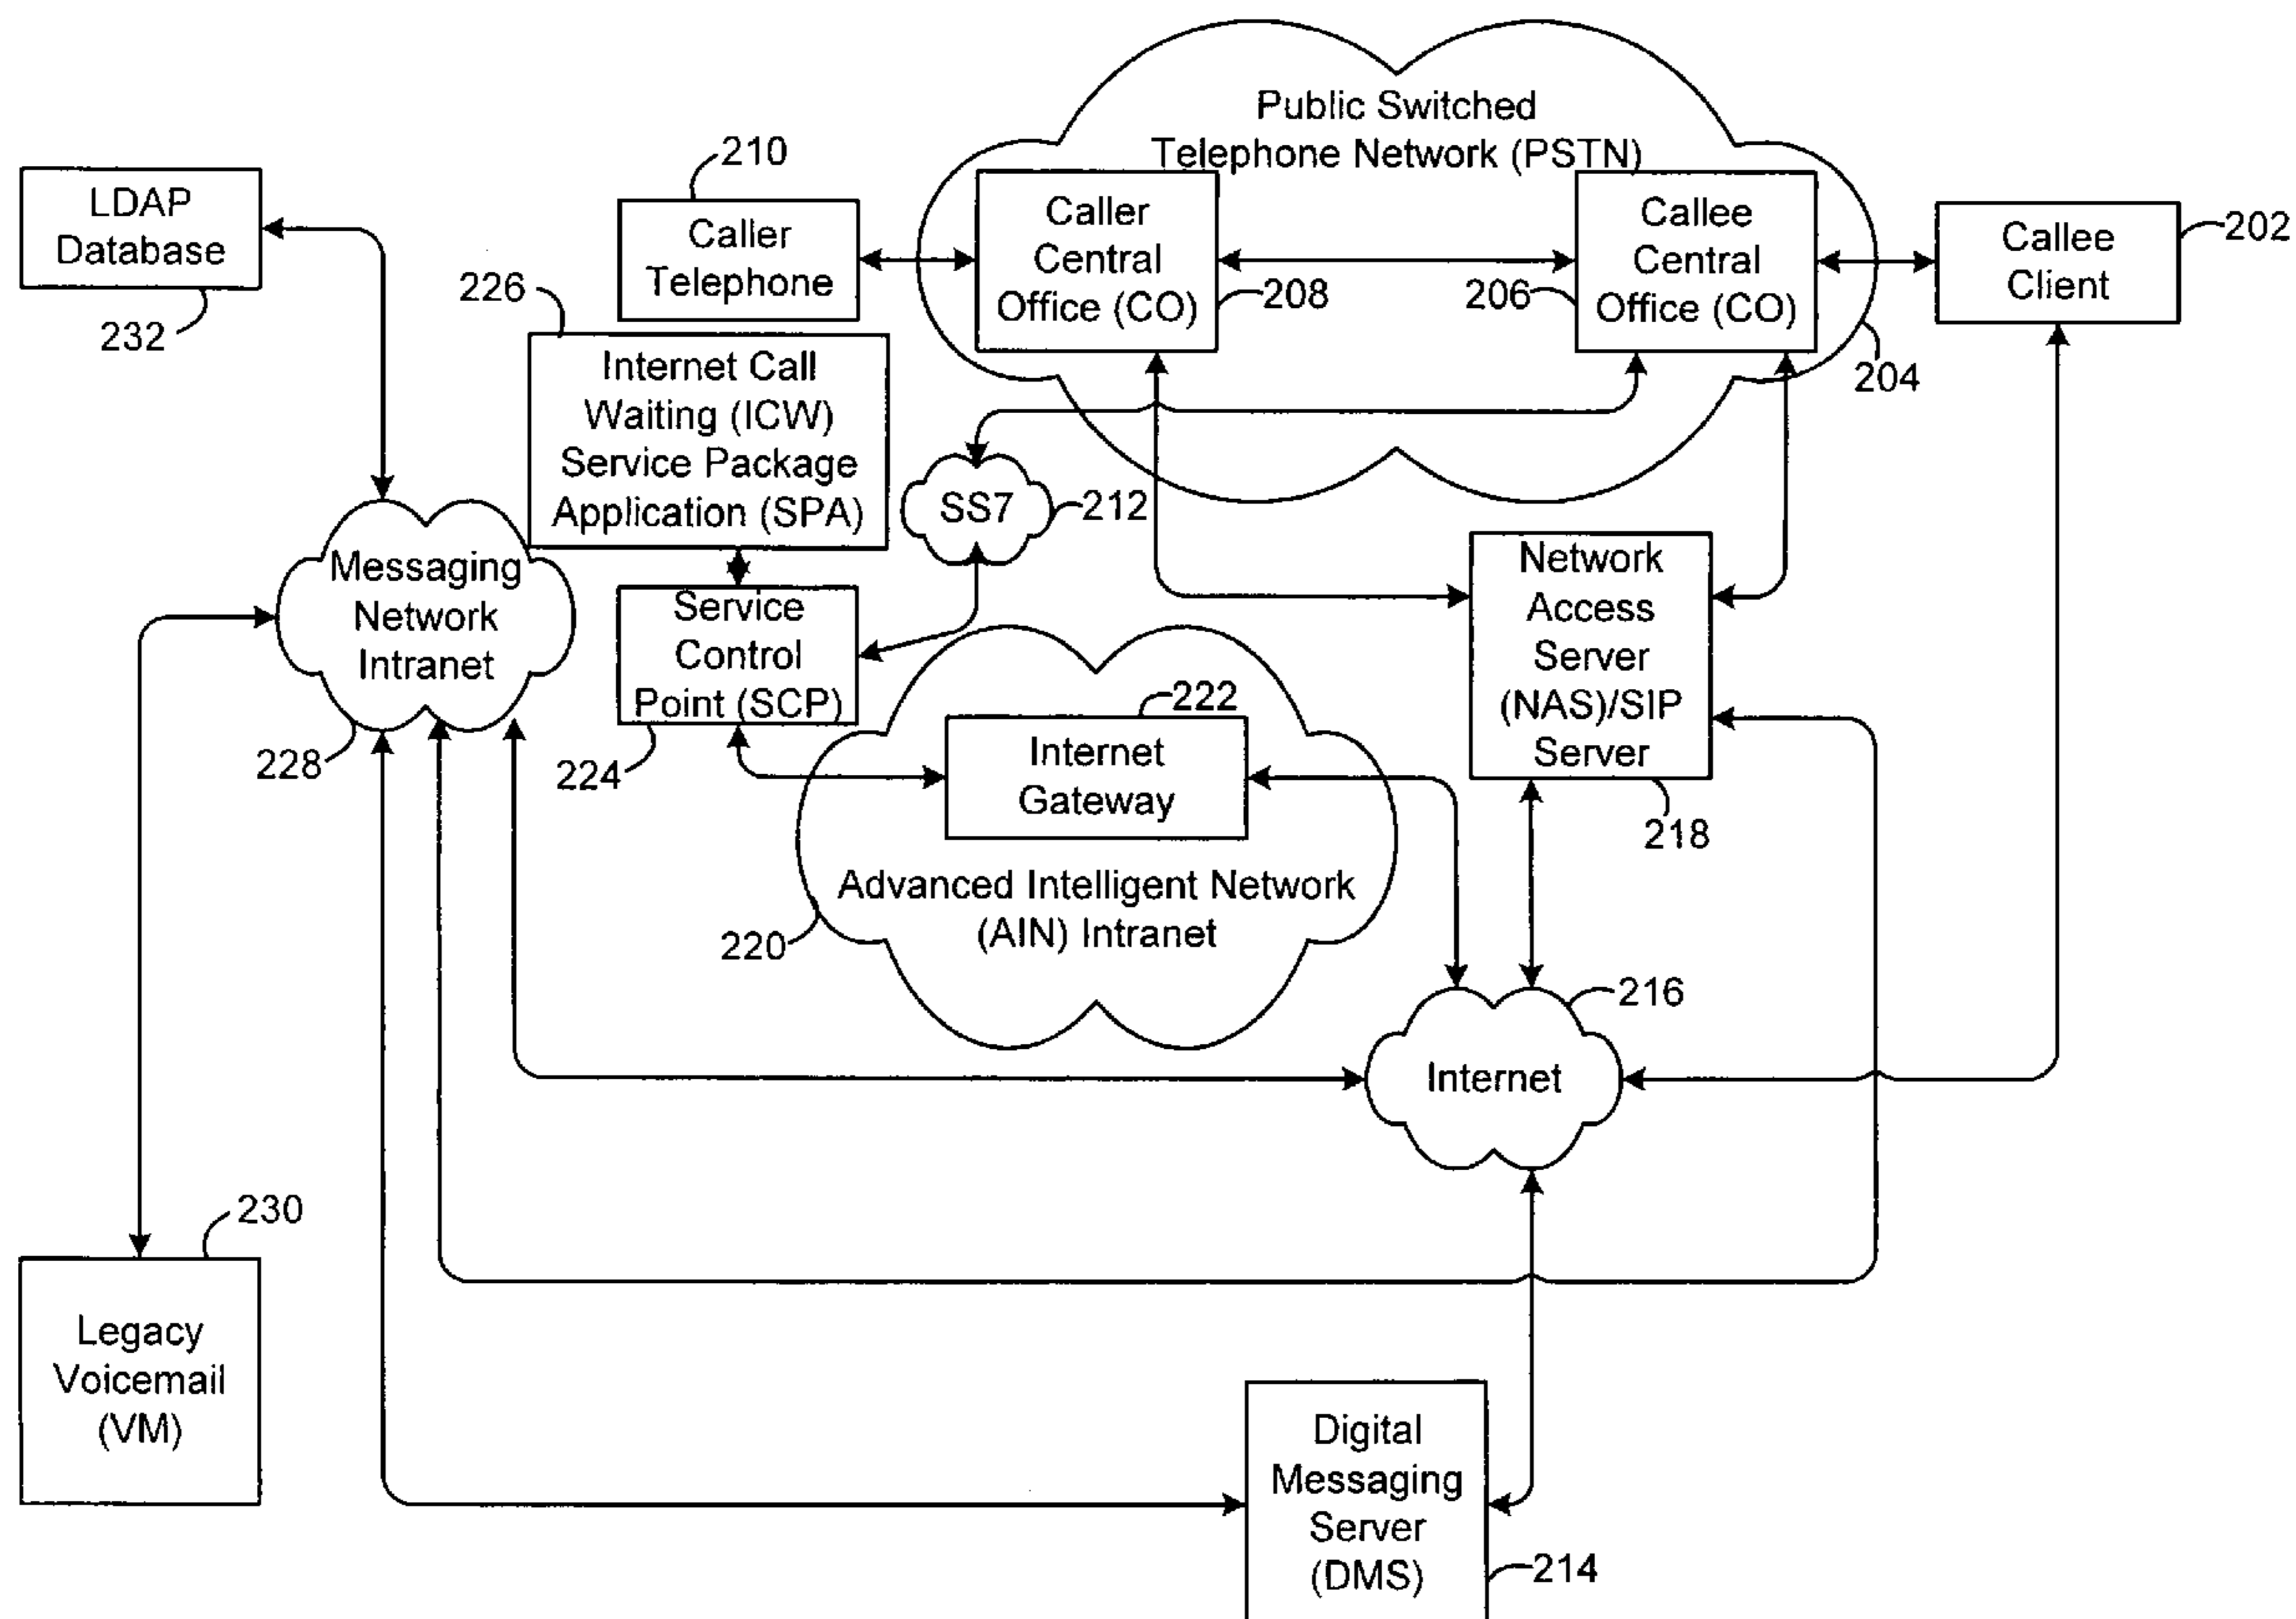 Public Switched
Telephone Network (PSTN)
210
LDAP
Database
232
Caller
Telephone
Caller
Central
Office (CO)
208
Callee
Central
Office (CO)
206
204
Callee
Client
202
226
Internet Call
Waiting (ICW)
Service Package
Application (SPA)
SS7
212
Messaging
Network
Intranet
228
Service
Control
Point (SCP)
224
Network
Access
Server
(NAS)/SIP
Server
218
222
Internet
Gateway
Advanced Intelligent Network
(AIN) Intranet
220
216
Internet
230
Legacy
Voicemail
(VM)
Digital
Messaging
Server
(DMS)
214